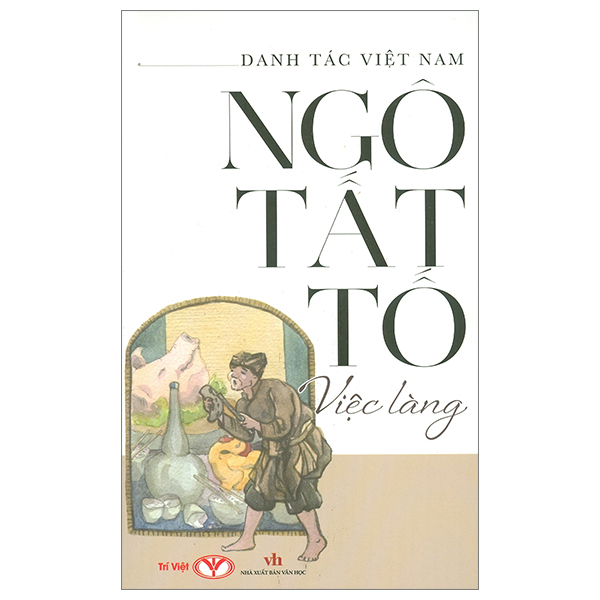 DANH TÁC VIỆT NAM
NGÔ
TẤT
TỐ
Việc làng
Trí Việt
vh
NHÀ XUẤT BẢN VĂN HỌC